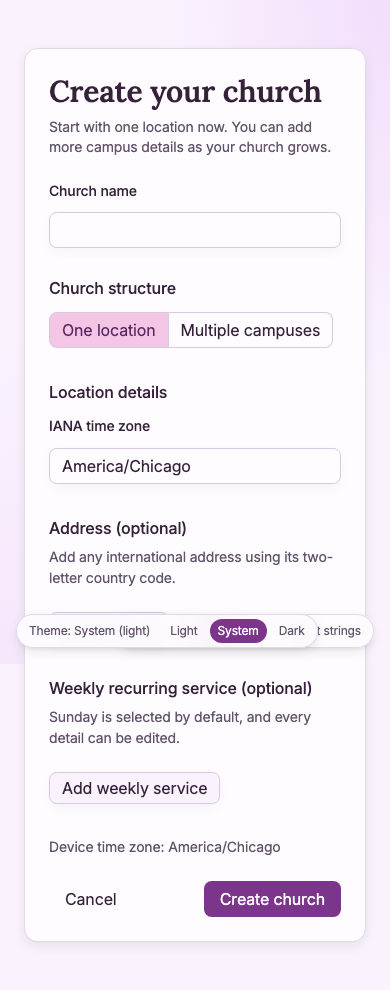 Create your church
Start with one location now. You can add
more campus details as your church grows.
Church name
Church structure
One location
Multiple campuses
Location details
IANA time zone
America/Chicago
Address (optional)
Add any international address using its two-
letter country code.
Theme: System (light)
Light
System
Dark
strings
Weekly recurring service (optional)
Sunday is selected by default, and every
detail can be edited.
Add weekly service
Device time zone: America/Chicago
Cancel
Create church